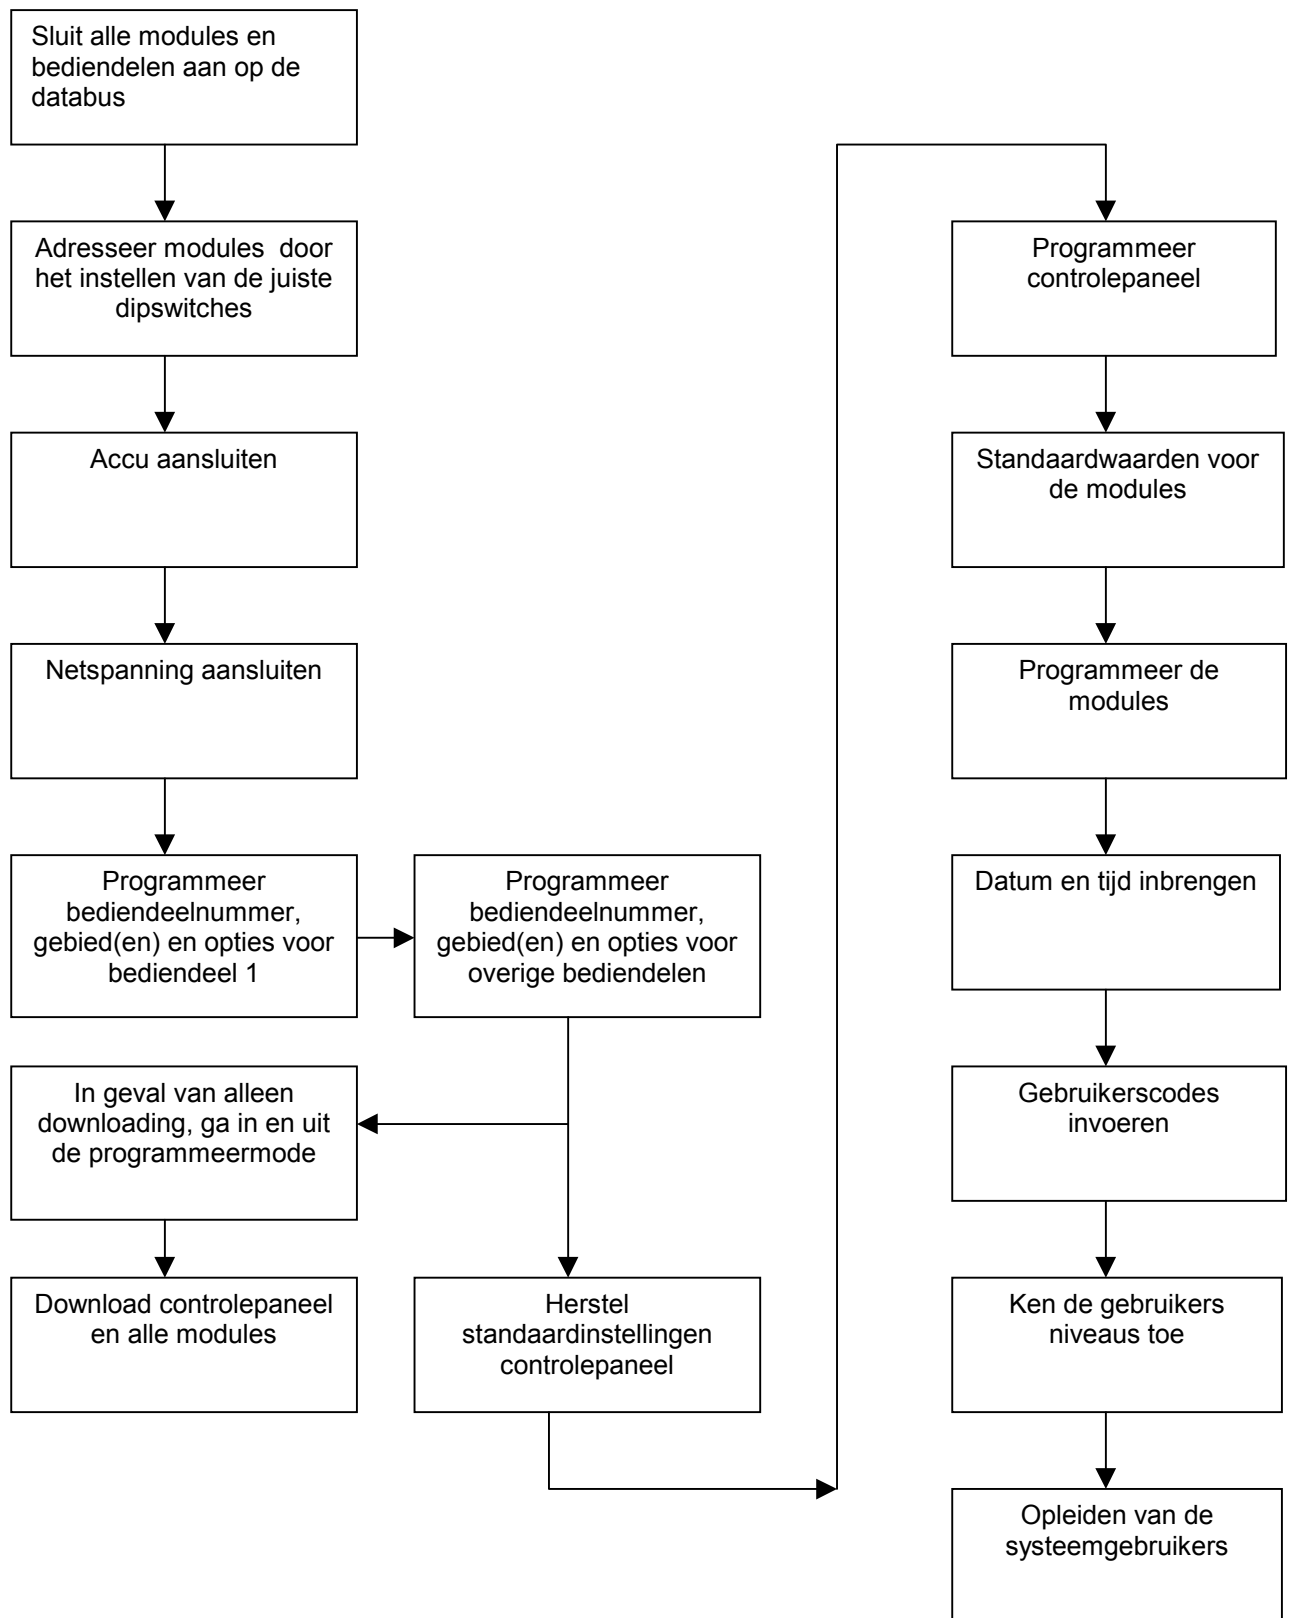 Sluit alle modules en
bediendelen aan op de
databus
Adresseer modules  door
het instellen van de juiste
dipswitches
Accu aansluiten
Netspanning aansluiten
Programmeer
bediendeelnummer,
gebied(en) en opties voor
bediendeel 1
Programmeer
bediendeelnummer,
gebied(en) en opties voor
overige bediendelen
In geval van alleen
downloading, ga in en uit
de programmeermode
Download controlepaneel
en alle modules
Herstel
standaardinstellingen
controlepaneel
Programmeer
controlepaneel
Standaardwaarden voor
de modules
Programmeer de
modules
Datum en tijd inbrengen
Gebruikerscodes
invoeren
Ken de gebruikers
niveaus toe
Opleiden van de
systeemgebruikers